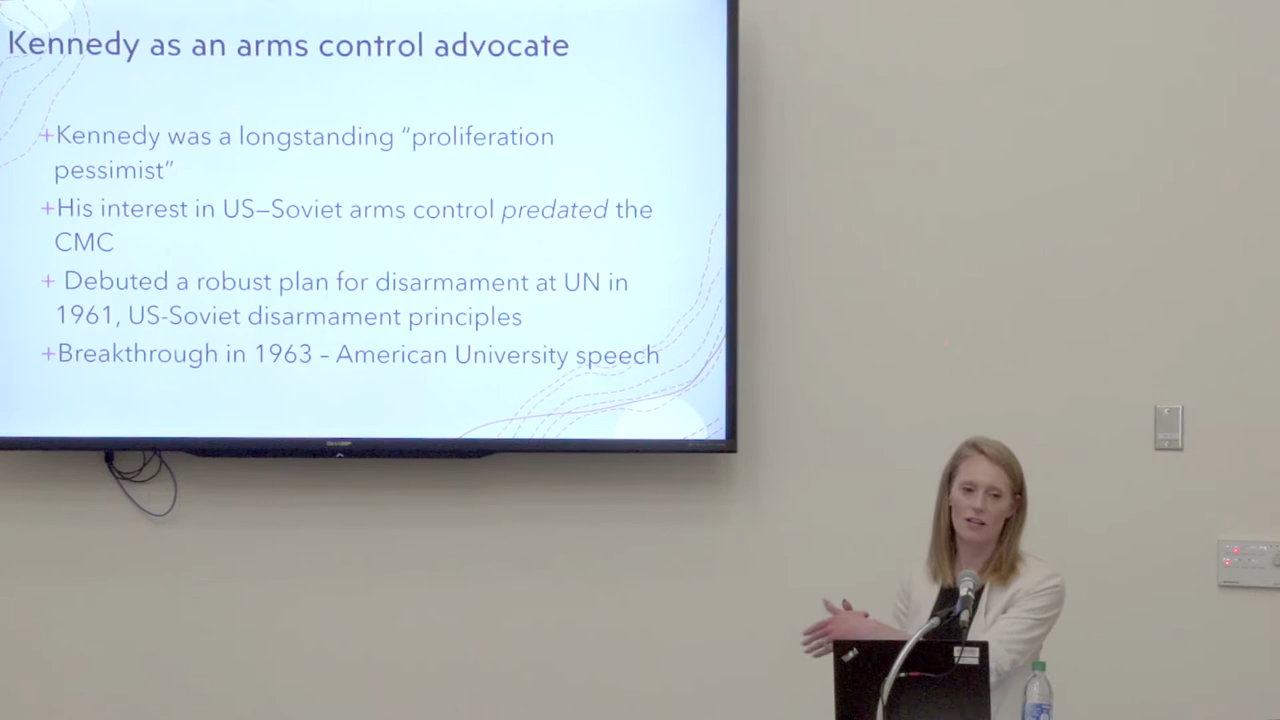 Kennedy as an arms control advocate
+Kennedy was a longstanding “proliferation
pessimist”
+His interest in US–Soviet arms control predated the
CMC
+ Debuted a robust plan for disarmament at UN in
1961, US-Soviet disarmament principles
+Breakthrough in 1963 – American University speech
SHARP